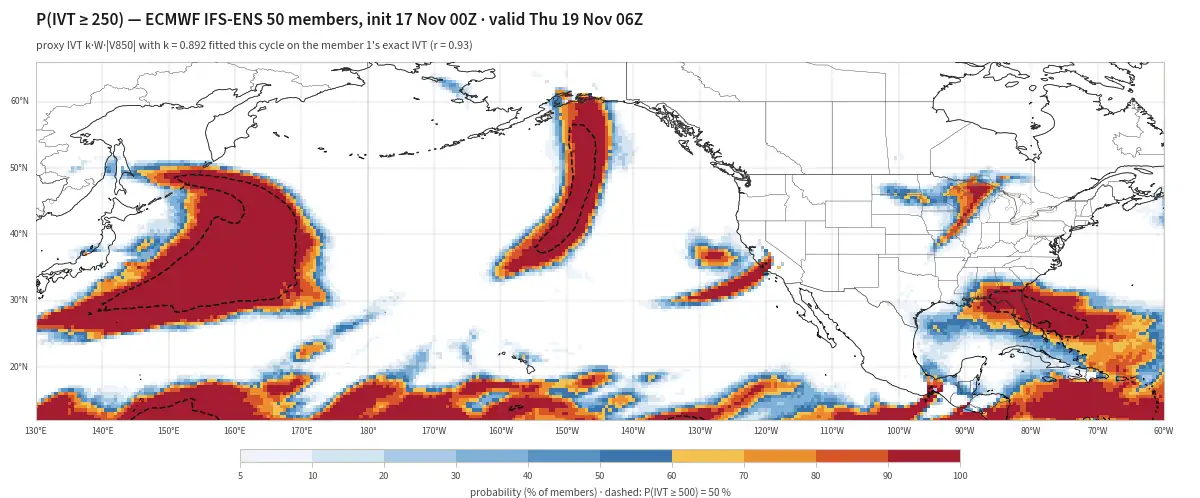 P(IVT ≥ 250) — ECMWF IFS-ENS 50 members, init 17 Nov 00Z · valid Thu 19 Nov 06Z
proxy IVT k·W·|V850| with k = 0.892 fitted this cycle on the member 1's exact IVT (r = 0.93)
60°N
50°N
40°N
30°N
20°N
130°E 140°E 150°E 160°E 170°E 180° 170°W 160°W 150°W 140°W 130°W 120°W 110°W 100°W 90°W 80°W 70°W 60°W
5 10 20 30 40 50 60 70 80 90 100
probability (% of members) · dashed: P(IVT ≥ 500) = 50 %